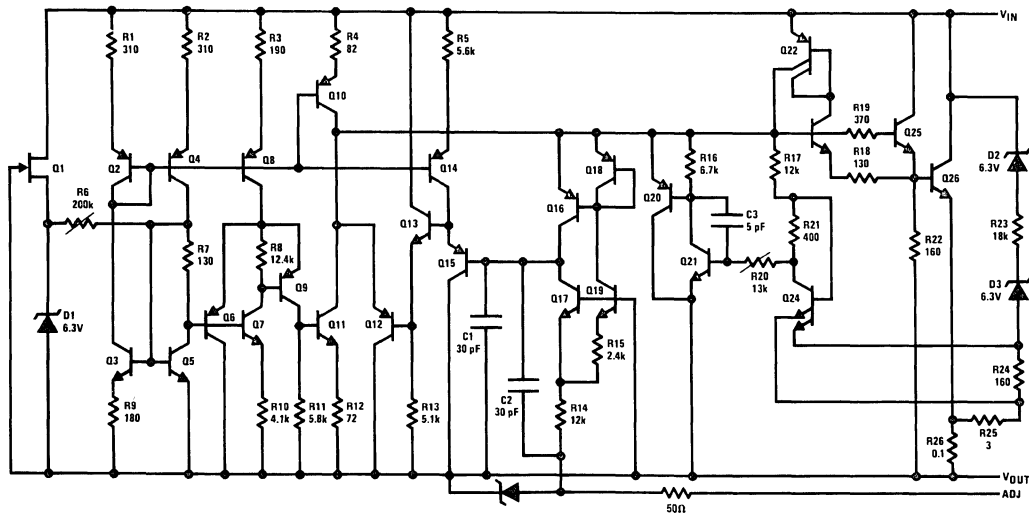 R1
310
R2
310
R3
190
R4
82
R5
5.6k
VIN
Q22
Q10
R19
370
Q25
R18
130
Q1
Q2
Q4
Q8
Q14
Q18
R16
6.7k
R17
12k
Q26
D2
6.3V
R6
200k
Q13
Q16
Q20
C3
5 pF
R21
400
R22
160
R23
18k
R7
130
R8
12.4k
Q9
Q15
Q21
R20
13k
Q24
D3
6.3V
D1
6.3V
Q6
Q7
Q11
Q12
Q17
Q19
Q3
Q5
C1
30 pF
R15
2.4k
R24
160
R9
180
R10
4.1k
R11
5.8k
R12
72
R13
5.1k
C2
30 pF
R14
12k
R26
0.1
R25
3
VOUT
ADJ
50Ω